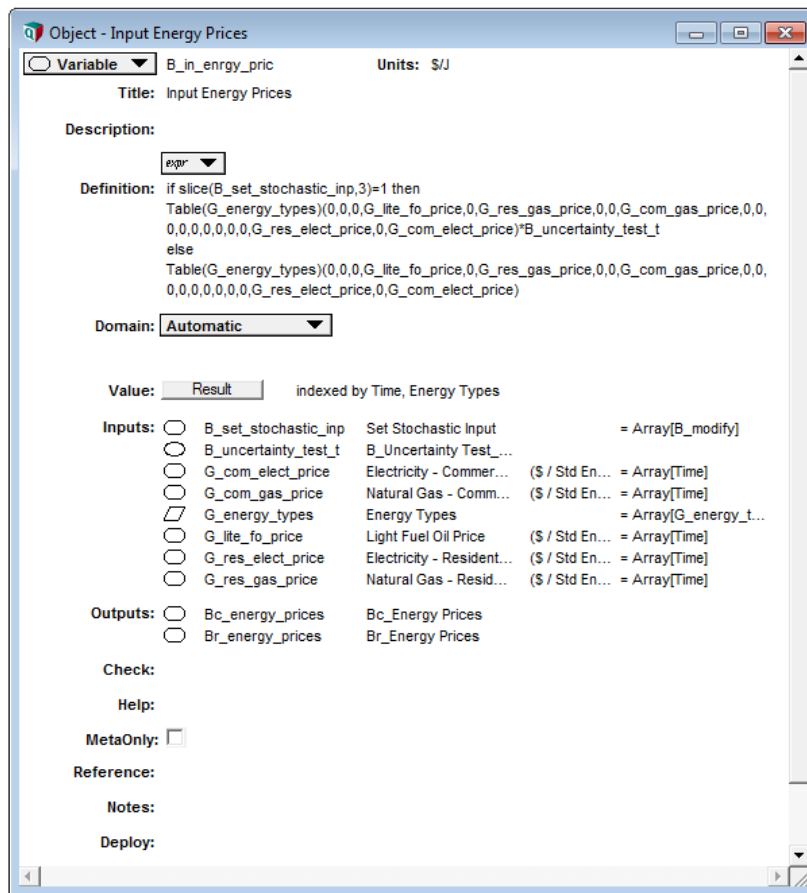 Object - Input Energy Prices
Variable B_in_enrgy_pric Units: $/J
Title: Input Energy Prices
Description:
expr
Definition: if slice(B_set_stochastic_inp,3)=1 then
Table(G_energy_types)(0,0,0,G_lite_fo_price,0,G_res_gas_price,0,0,G_com_gas_price,0,0,
0,0,0,0,0,0,0,G_res_elect_price,0,G_com_elect_price)*B_uncertainty_test_t
else
Table(G_energy_types)(0,0,0,G_lite_fo_price,0,G_res_gas_price,0,0,G_com_gas_price,0,0,
0,0,0,0,0,0,0,G_res_elect_price,0,G_com_elect_price)
Domain: Automatic
Value: Result indexed by Time, Energy Types
Inputs: B_set_stochastic_inp Set Stochastic Input = Array[B_modify]
B_uncertainty_test_t B_Uncertainty Test_...
G_com_elect_price Electricity - Commer... ($ / Std En... = Array[Time]
G_com_gas_price Natural Gas - Comm... ($ / Std En... = Array[Time]
G_energy_types Energy Types = Array[G_energy_t...
G_lite_fo_price Light Fuel Oil Price ($ / Std En... = Array[Time]
G_res_elect_price Electricity - Resident... ($ / Std En... = Array[Time]
G_res_gas_price Natural Gas - Resid... ($ / Std En... = Array[Time]
Outputs: Bc_energy_prices Bc_Energy Prices
Br_energy_prices Br_Energy Prices
Check:
Help:
MetaOnly:
Reference:
Notes:
Deploy: